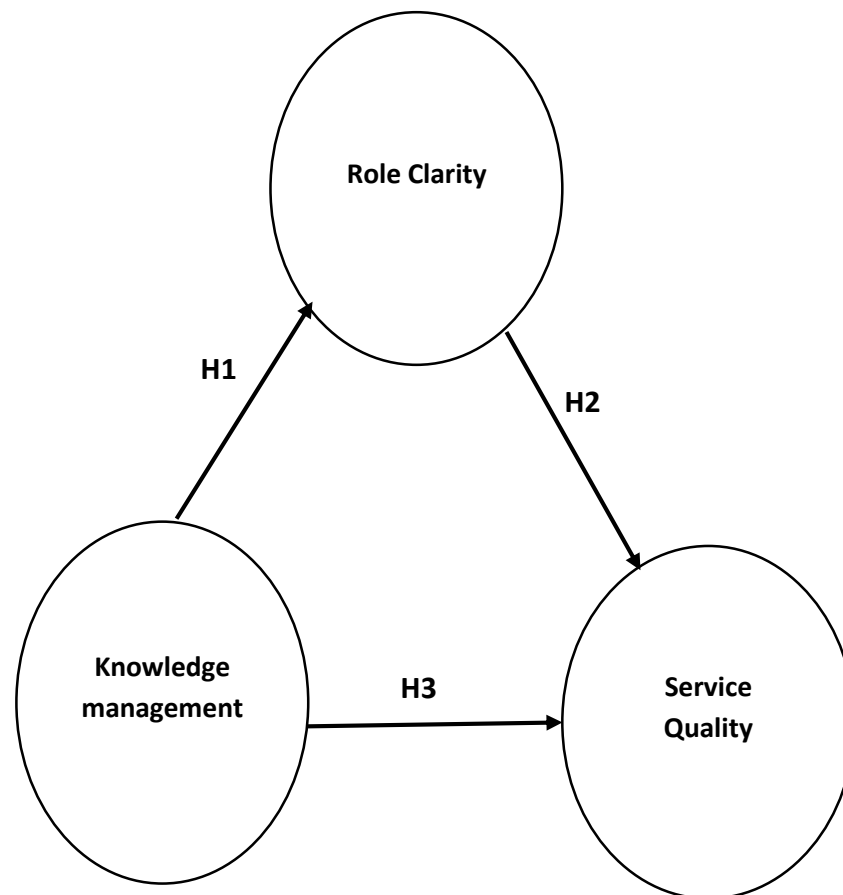 Role Clarity
H1
H2
Knowledge
management
H3
Service
Quality